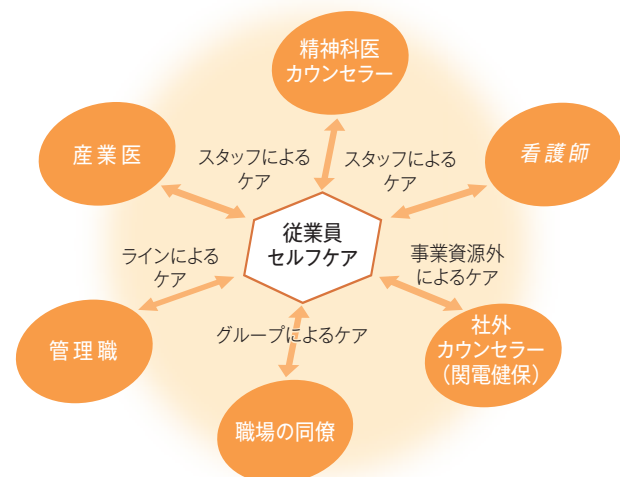 精神科医
カウンセラー
産業医
スタッフによる
ケア
スタッフによる
ケア
看護師
従業員
セルフケア
ラインによる
ケア
事業資源外
によるケア
管理職
グループによるケア
社外
カウンセラー
（関電健保）
職場の同僚